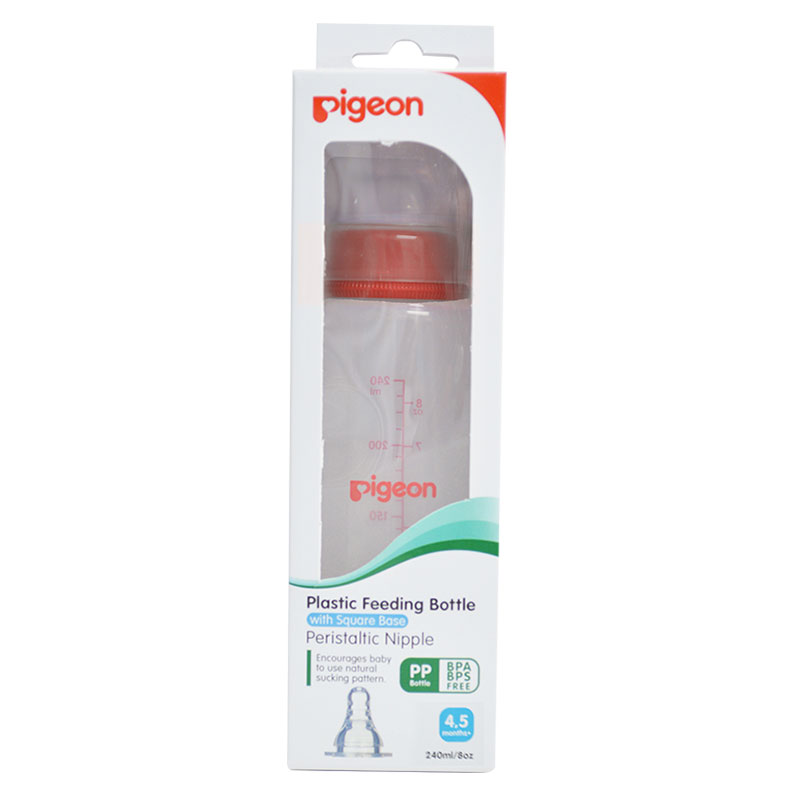 pigeon
240
ml
8
oz
200
7
pigeon
150
Plastic Feeding Bottle
with Square Base
Peristaltic Nipple
Encourages baby
to use natural
sucking pattern.
PP
Bottle
BPA
BPS
FREE
4.5
months+
240ml/8oz